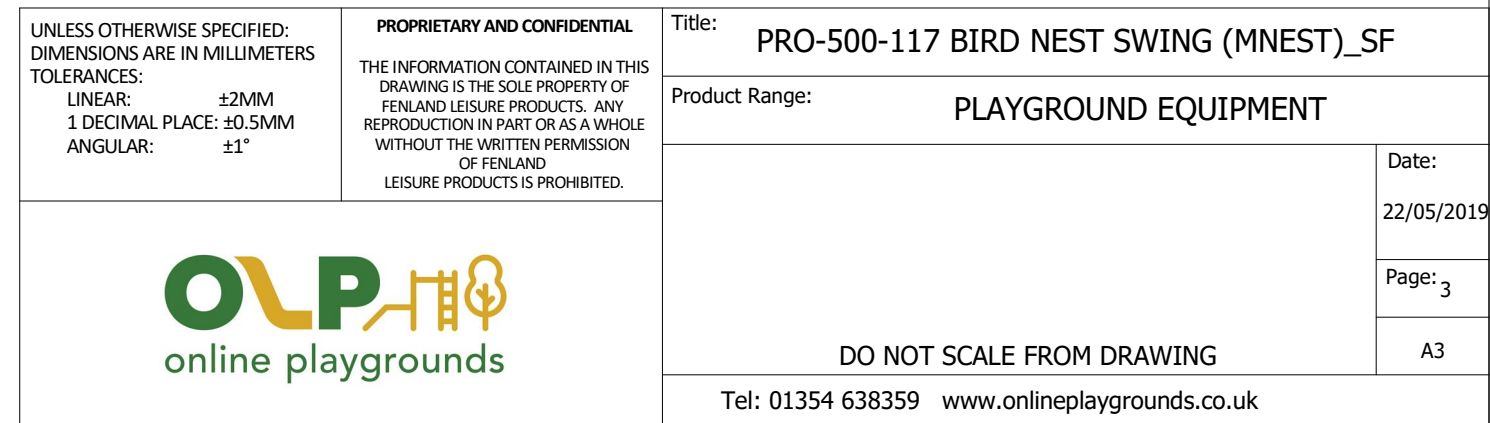 UNLESS OTHERWISE SPECIFIED:
DIMENSIONS ARE IN MILLIMETERS
TOLERANCES:
LINEAR: ±2MM
1 DECIMAL PLACE: ±0.5MM
ANGULAR: ±1°
PROPRIETARY AND CONFIDENTIAL
THE INFORMATION CONTAINED IN THIS
DRAWING IS THE SOLE PROPERTY OF
FENLAND LEISURE PRODUCTS. ANY
REPRODUCTION IN PART OR AS A WHOLE
WITHOUT THE WRITTEN PERMISSION
OF FENLAND
LEISURE PRODUCTS IS PROHIBITED.
Title: PRO-500-117 BIRD NEST SWING (MNEST)_SF
Product Range: PLAYGROUND EQUIPMENT
Date:
22/05/2019
Page: 3
A3
DO NOT SCALE FROM DRAWING
Tel: 01354 638359 www.onlineplaygrounds.co.uk
OLP
online playgrounds